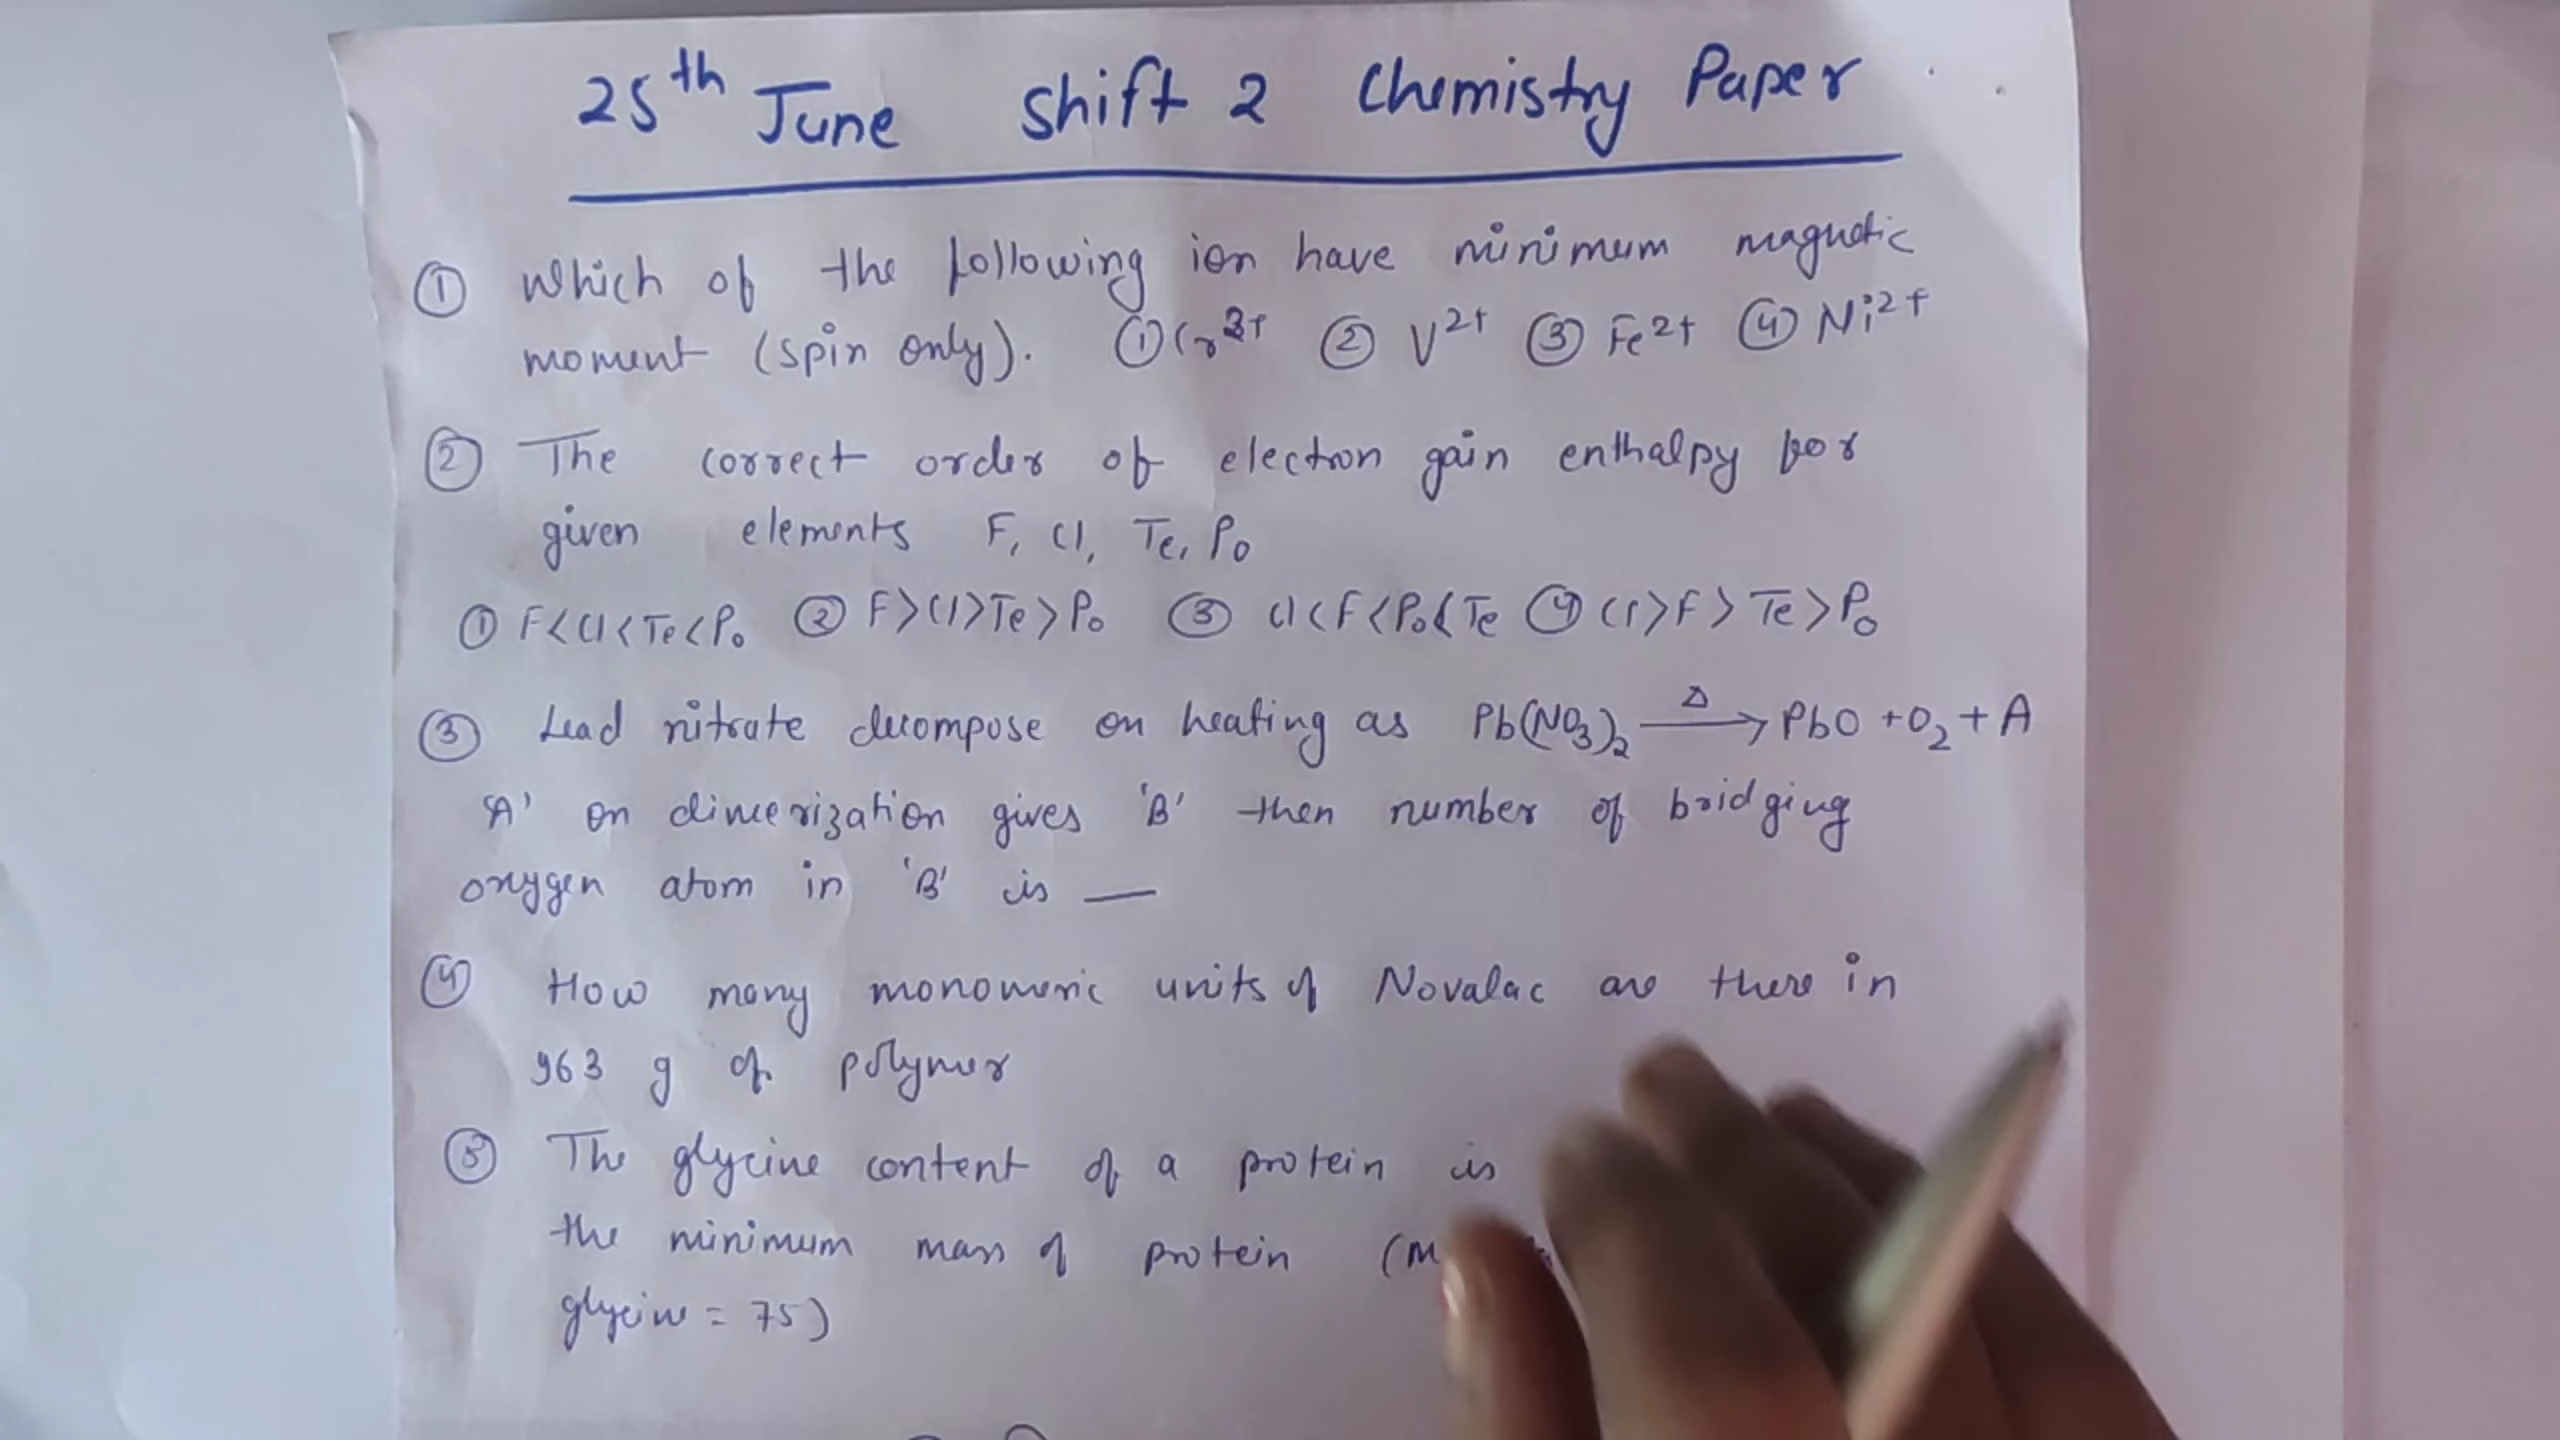 25th June Shift 2 Chemistry Paper
① Which of the following ion have minimum magnetic
moment (spin only). ① Cr3+ ② V2+ ③ Fe2+ ④ Ni2+
② The correct order of electron gain enthalpy for
given elements F, Cl, Te, Po
① F<Cl<Te<Po ② F>Cl>Te>Po ③ Cl<F<Po<Te ④ Cl>F>Te>Po
③ Lead nitrate decompose on heating as Pb(NO3)2 —Δ→ PbO + O2 + A
'A' on dimerization gives 'B' then number of bridging
oxygen atom in 'B' is —
④ How many monomeric units of Novalac are there in
963 g of polymer
⑤ The glycine content of a protein is
the minimum mass of protein (M
glycine = 75)